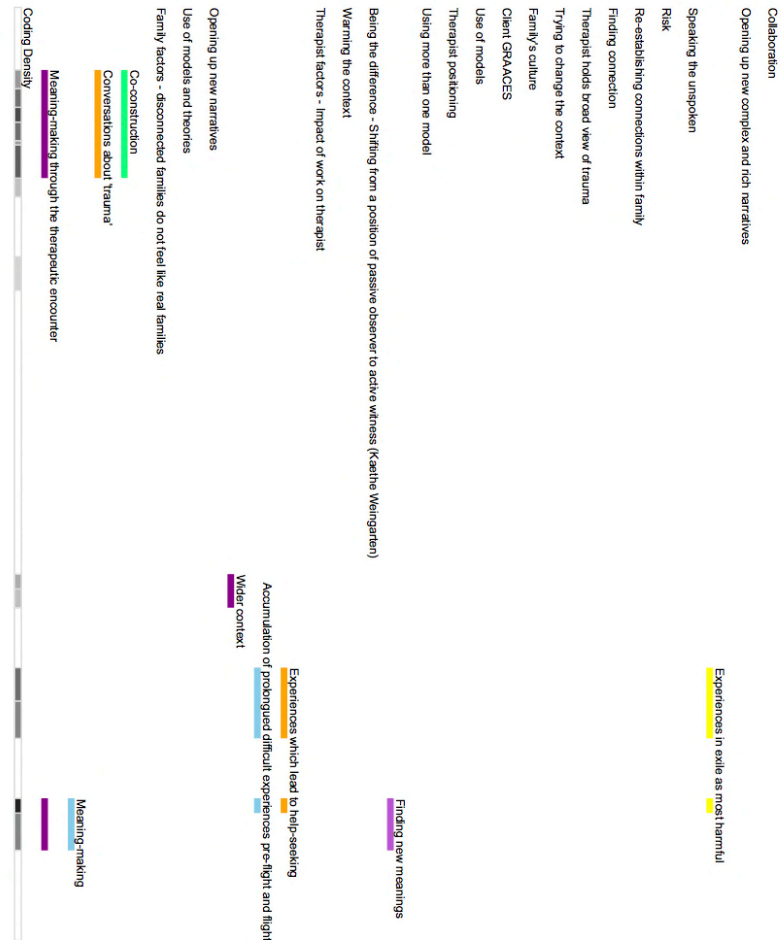 Collaboration
Opening up new complex and rich narratives
Experiences in exile as most harmful
Speaking the unspoken
Risk
Re-establishing connections within family
Finding connection
Therapist holds broad view of trauma
Trying to change the context
Family's culture
Client GRAACES
Use of models
Therapist positioning
Using more than one model
Finding new meanings
Being the difference - Shifting from a position of passive observer to active witness (Kaethe Weingarten)
Warming the context
Therapist factors - Impact of work on therapist
Experiences which lead to help-seeking
Accumulation of prolongued difficult experiences pre-flight and flight
Wider context
Opening up new narratives
Use of models and theories
Family factors - disconnected families do not feel like real families
Co-construction
Conversations about 'trauma'
Meaning-making
Meaning-making through the therapeutic encounter
Coding Density